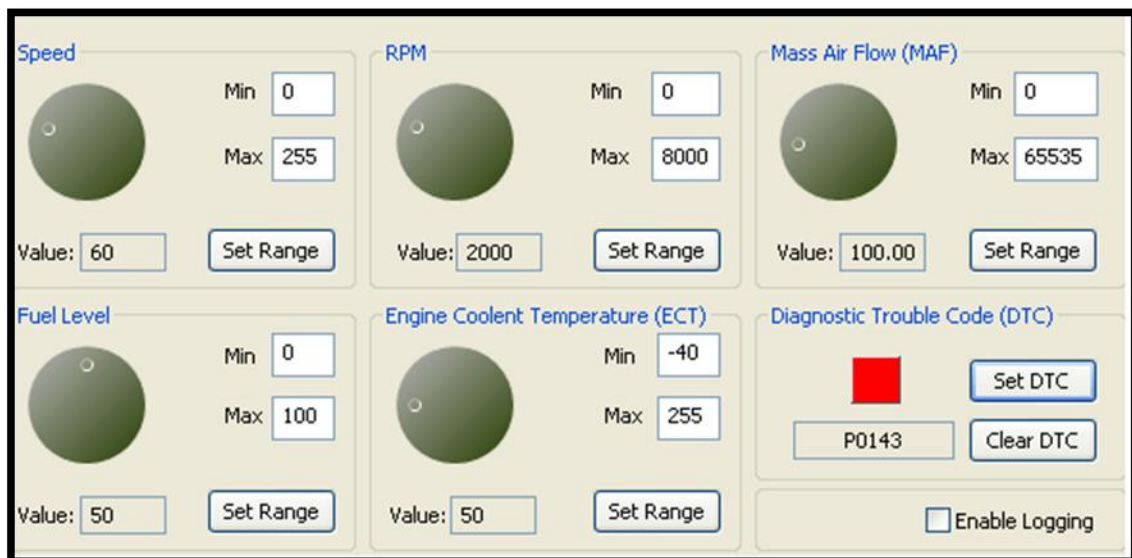 Speed
Min 0
Max 255
Value: 60 Set Range
RPM
Min 0
Max 8000
Value: 2000 Set Range
Mass Air Flow (MAF)
Min 0
Max 65535
Value: 100.00 Set Range
Fuel Level
Min 0
Max 100
Value: 50 Set Range
Engine Coolent Temperature (ECT)
Min -40
Max 255
Value: 50 Set Range
Diagnostic Trouble Code (DTC)
Set DTC
P0143 Clear DTC
Enable Logging